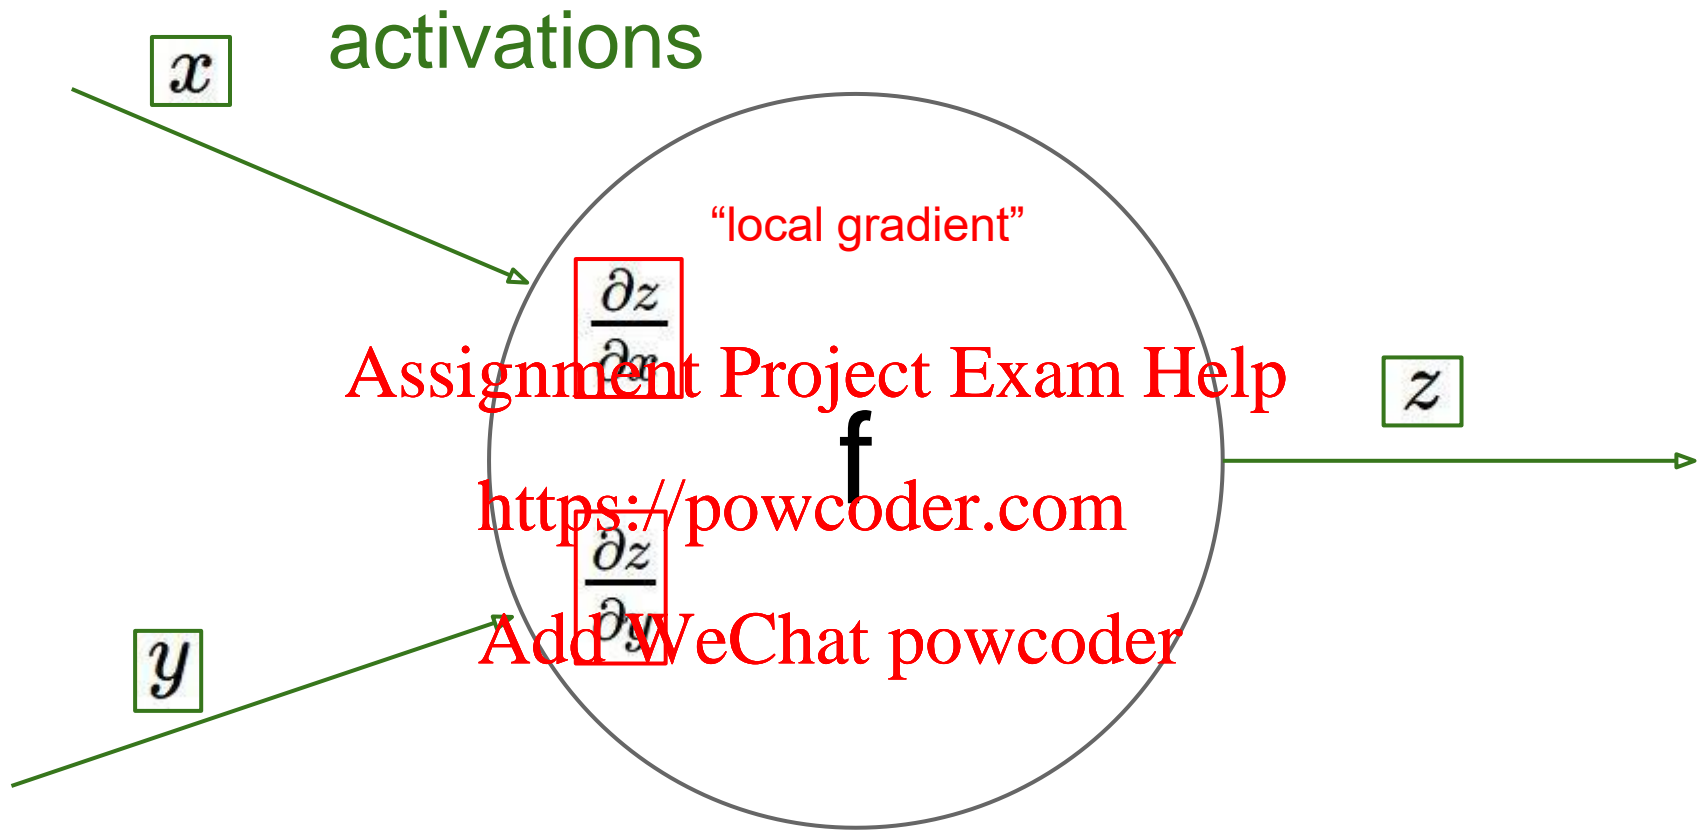 activations
x
“local gradient”
∂z
∂x
Assignment Project Exam Help
z
f
https://powcoder.com
∂z
∂y
Add WeChat powcoder
y